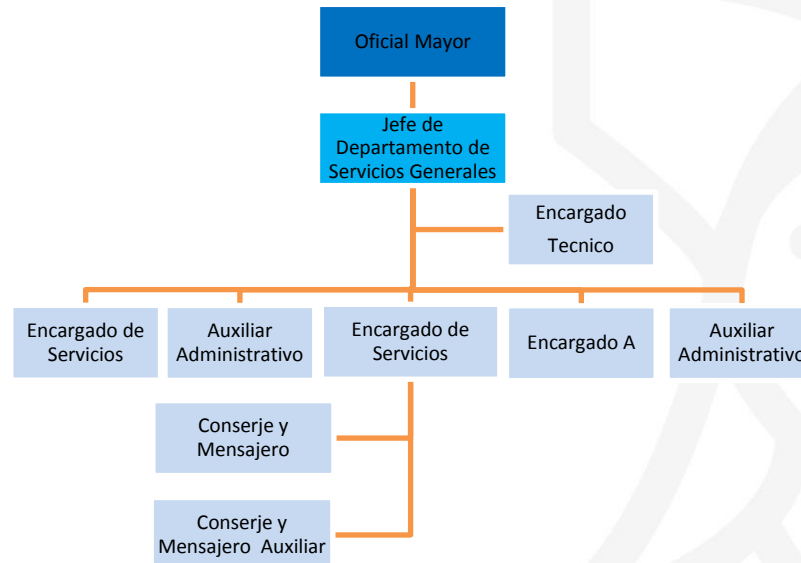 Oficial Mayor
Jefe de
Departamento de
Servicios Generales
Encargado
Tecnico
Encargado de
Servicios
Auxiliar
Administrativo
Encargado de
Servicios
Encargado A
Auxiliar
Administrativo
Conserje y
Mensajero
Conserje y
Mensajero Auxiliar